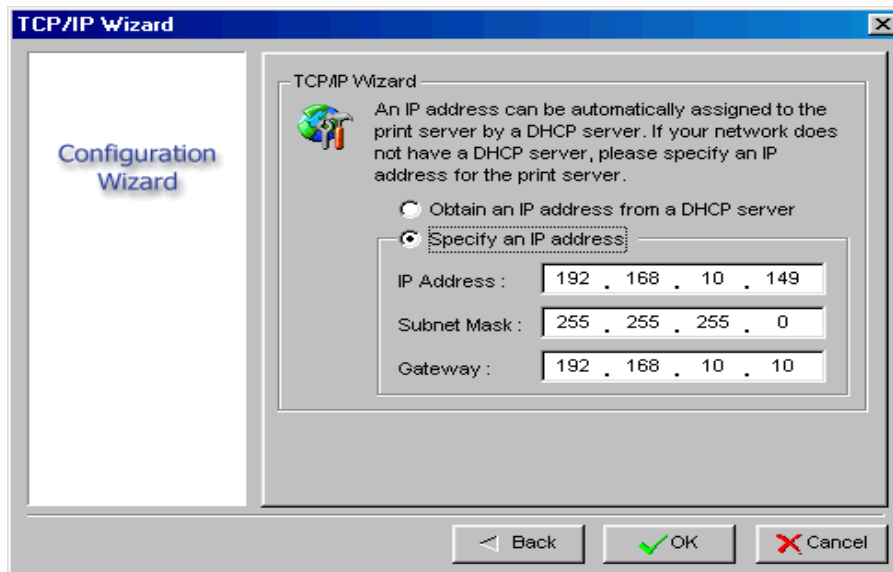 TCP/IP Wizard
Configuration
Wizard
TCP/IP Wizard
An IP address can be automatically assigned to the
print server by a DHCP server. If your network does
not have a DHCP server, please specify an IP
address for the print server.
Obtain an IP address from a DHCP server
Specify an IP address
IP Address : 192 . 168 . 10 . 149
Subnet Mask : 255 . 255 . 255 . 0
Gateway : 192 . 168 . 10 . 10
Back OK Cancel